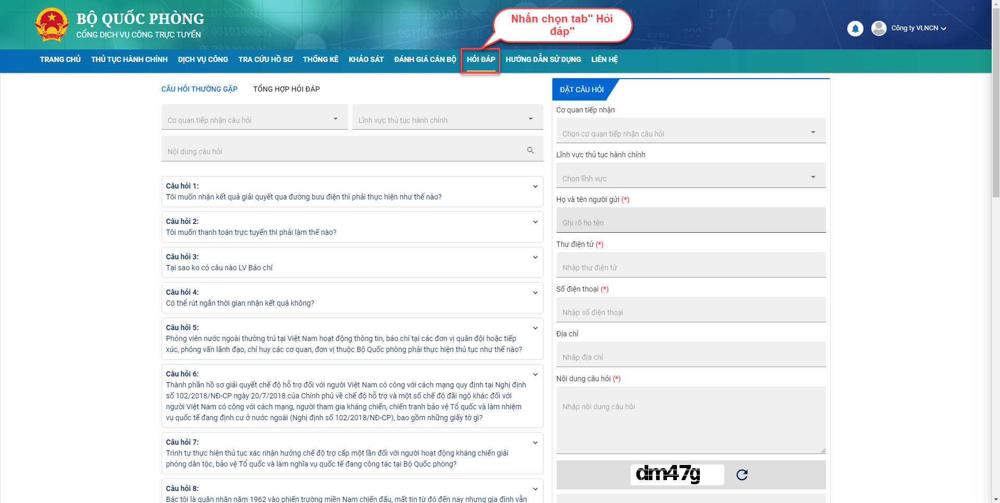 BỘ QUỐC PHÒNG
CỔNG DỊCH VỤ CÔNG TRỰC TUYẾN
Nhấn chọn tab" Hỏi
đáp"
Công ty VLNCN
TRANG CHỦ THỦ TỤC HÀNH CHÍNH DỊCH VỤ CÔNG TRA CỨU HỒ SƠ THỐNG KÊ KHẢO SÁT ĐÁNH GIÁ CÁN BỘ HỎI ĐÁP HƯỚNG DẪN SỬ DỤNG LIÊN HỆ
CÂU HỎI THƯỜNG GẶP TỔNG HỢP HỎI ĐÁP
Cơ quan tiếp nhận câu hỏi Lĩnh vực thủ tục hành chính
Nội dung câu hỏi
Câu hỏi 1:
Tôi muốn nhận kết quả giải quyết qua đường bưu điện thì phải thực hiện như thế nào?
Câu hỏi 2:
Tôi muốn thanh toán trực tuyến thì phải làm thế nào?
Câu hỏi 3:
Tại sao ko có câu nào LV Báo chí
Câu hỏi 4:
Có thể rút ngắn thời gian nhận kết quả không?
Câu hỏi 5:
Phóng viên nước ngoài thường trú tại Việt Nam hoạt động thông tin, báo chí tại các đơn vị quân đội hoặc tiếp
xúc, phỏng vấn lãnh đạo, chỉ huy các cơ quan, đơn vị thuộc Bộ Quốc phòng phải thực hiện thủ tục như thế nào?
Câu hỏi 6:
Thành phần hồ sơ giải quyết chế độ hỗ trợ đối với người Việt Nam có công với cách mạng quy định tại Nghị định
số 102/2018/NĐ-CP ngày 20/7/2018 của Chính phủ về chế độ hỗ trợ và một số chế độ đãi ngộ khác đối với
người Việt Nam có công với cách mạng, người tham gia kháng chiến, chiến tranh bảo vệ Tổ quốc và làm nhiệm
vụ quốc tế đang định cư ở nước ngoài (Nghị định số 102/2018/NĐ-CP), bao gồm những giấy tờ gì?
Câu hỏi 7:
Trình tự thực hiện thủ tục xác nhận hưởng chế độ trợ cấp một lần đối với người hoạt động kháng chiến giải
phóng dân tộc, bảo vệ Tổ quốc và làm nghĩa vụ quốc tế đang công tác tại Bộ Quốc phòng?
Câu hỏi 8:
Bác tôi là quân nhân năm 1962 vào phiến trường miền Nam chiến đấu, mất tin từ đó đến nay nhưng gia đình vẫn
ĐẶT CÂU HỎI
Cơ quan tiếp nhận
Chọn cơ quan tiếp nhận câu hỏi
Lĩnh vực thủ tục hành chính
Chọn lĩnh vực
Họ và tên người gửi (*)
Ghi rõ họ tên
Thư điện tử (*)
Nhập thư điện tử
Số điện thoại (*)
Nhập số điện thoại
Địa chỉ
Nhập địa chỉ
Nội dung câu hỏi (*)
Nhập nội dung câu hỏi
dm47g